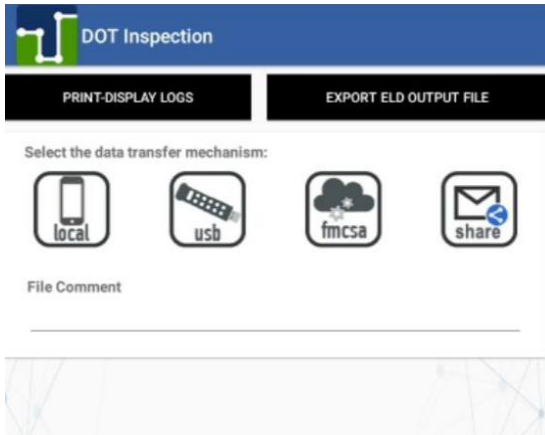 DOT Inspection
PRINT-DISPLAY LOGS
EXPORT ELD OUTPUT FILE
Select the data transfer mechanism:
local
usb
fmcsa
share
File Comment